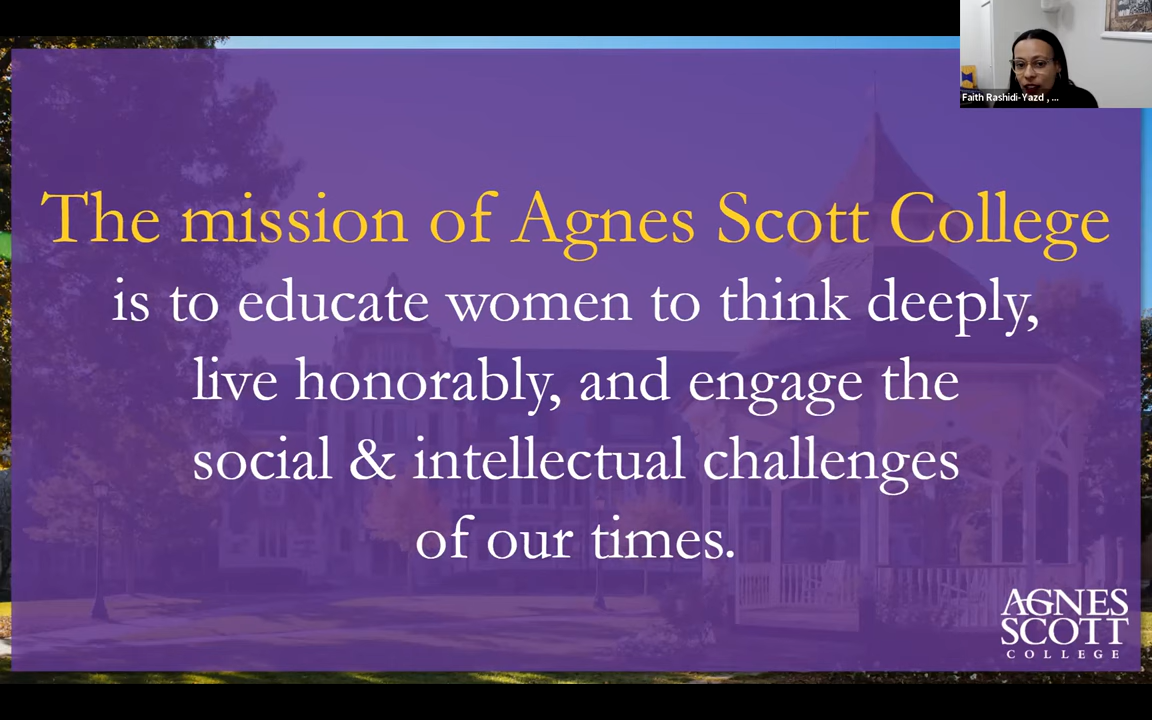 Faith Rashidi-Yazd , ...
The mission of Agnes Scott College
is to educate women to think deeply,
live honorably, and engage the
social & intellectual challenges
of our times.
AGNES
SCOTT
COLLEGE